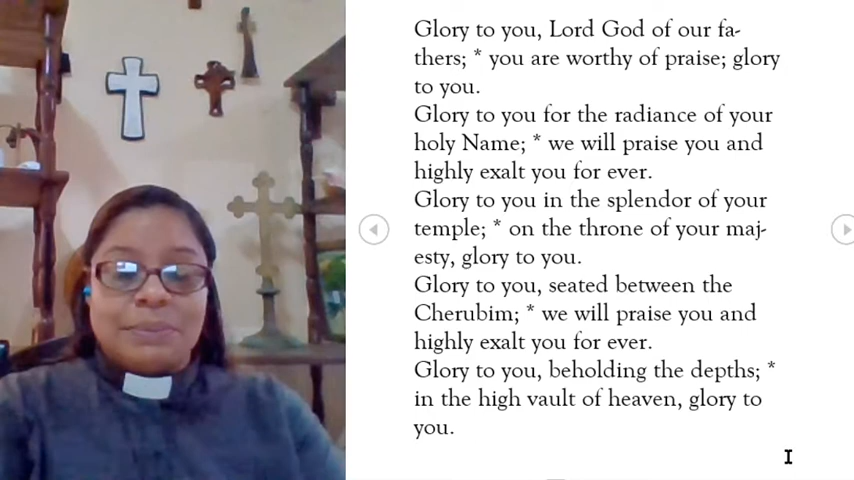 Glory to you, Lord God of our fa-
thers; * you are worthy of praise; glory
to you.
Glory to you for the radiance of your
holy Name; * we will praise you and
highly exalt you for ever.
Glory to you in the splendor of your
temple; * on the throne of your maj-
esty, glory to you.
Glory to you, seated between the
Cherubim; * we will praise you and
highly exalt you for ever.
Glory to you, beholding the depths; *
in the high vault of heaven, glory to
you.